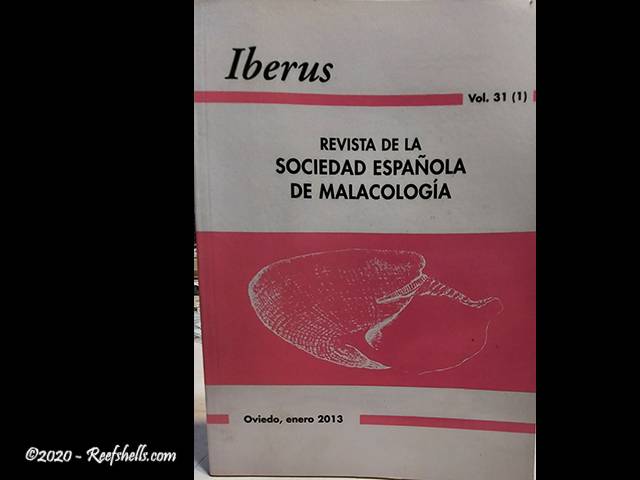 Iberus
Vol. 31 (1)
REVISTA DE LA
SOCIEDAD ESPAÑOLA
DE MALACOLOGÍA
Oviedo, enero 2013
©2020 - Reefshells.com